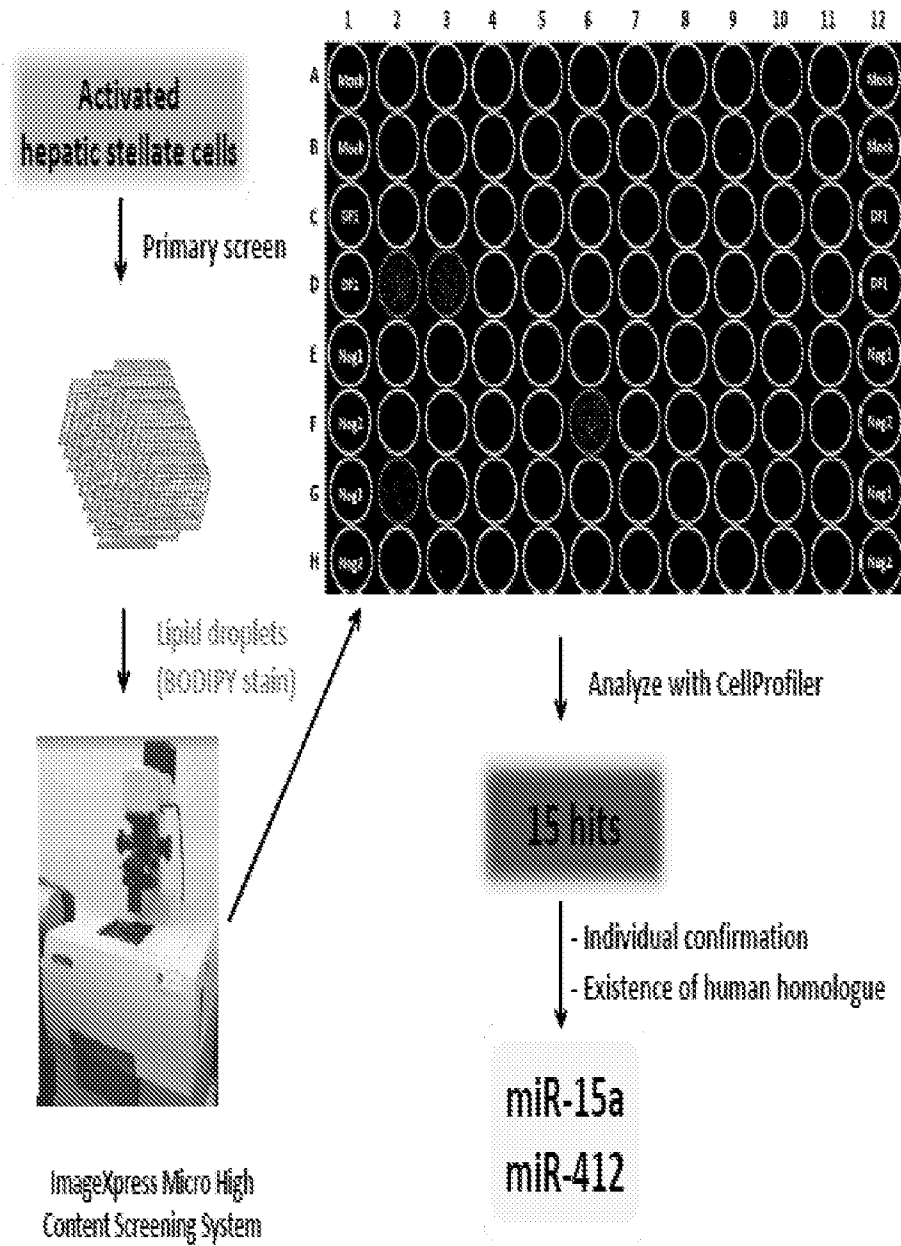 Activated
hepatic stellate cells
Primary screen
Lipid droplets
(BODIPY stain)
ImageXpress Micro High
Content Screening System
1 2 3 4 5 6 7 8 9 10 11 12
A Mock Mock
B Mock Mock
C DF1
D DF1
E Neg1 Neg1
F Neg2 Neg2
G Neg1
H Neg2 Neg2
Analyze with CellProfiler
15 hits
- Individual confirmation
- Existence of human homologue
miR-15a
miR-412